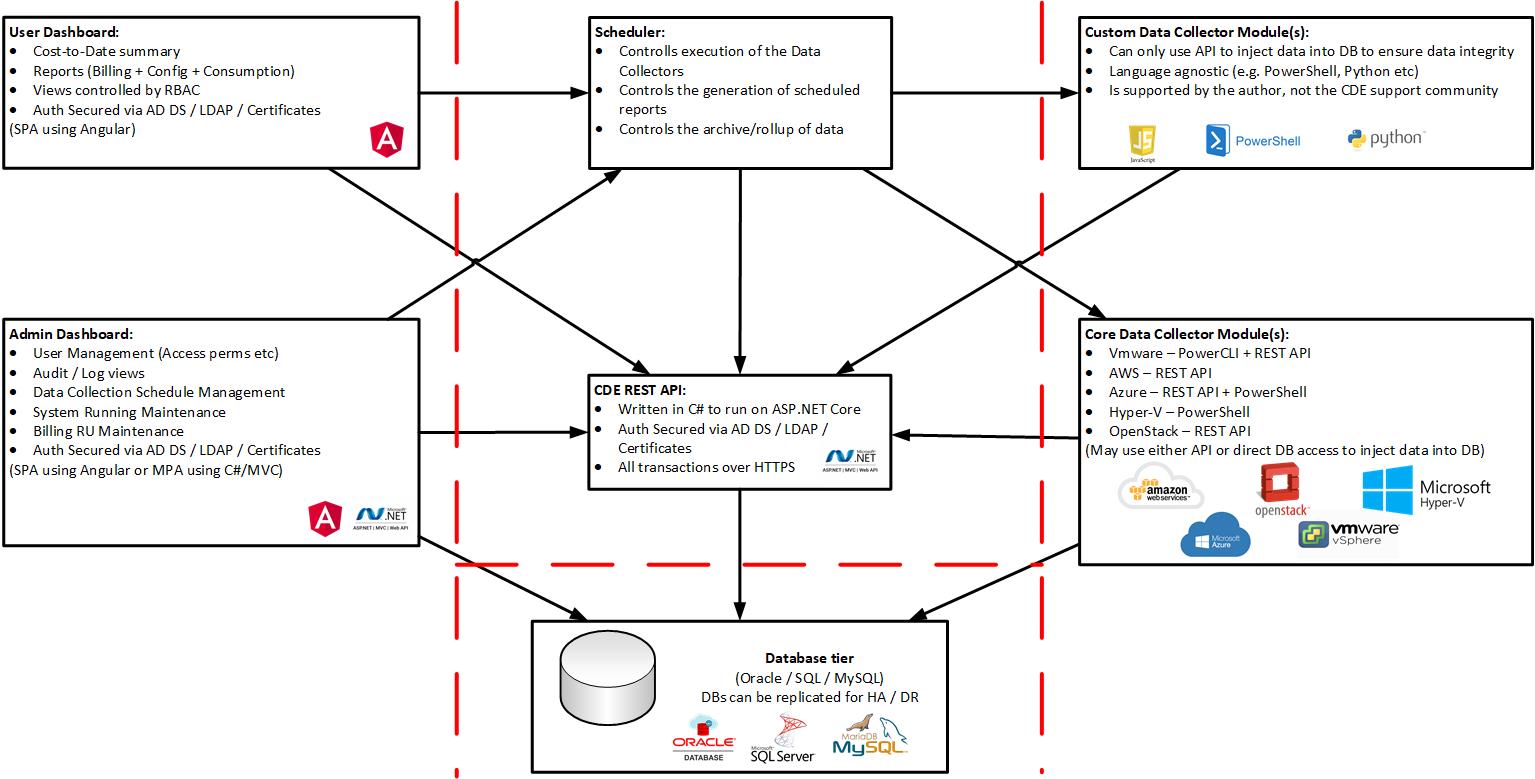 User Dashboard:
• Cost-to-Date summary
• Reports (Billing + Config + Consumption)
• Views controlled by RBAC
• Auth Secured via AD DS / LDAP / Certificates
(SPA using Angular)
A
Scheduler:
• Controlls execution of the Data
Collectors
• Controls the generation of scheduled
reports
• Controls the archive/rollup of data
Custom Data Collector Module(s):
• Can only use API to inject data into DB to ensure data integrity
• Language agnostic (e.g. PowerShell, Python etc)
• Is supported by the author, not the CDE support community
JS
JavaScript
PowerShell
python™
Admin Dashboard:
• User Management (Access perms etc)
• Audit / Log views
• Data Collection Schedule Management
• System Running Maintenance
• Billing RU Maintenance
• Auth Secured via AD DS / LDAP / Certificates
(SPA using Angular or MPA using C#/MVC)
A
Microsoft
.NET
ASP.NET | MVC | Web API
CDE REST API:
• Written in C# to run on ASP.NET Core
• Auth Secured via AD DS / LDAP /
Certificates
• All transactions over HTTPS
Microsoft
.NET
ASP.NET | MVC | Web API
Core Data Collector Module(s):
• Vmware – PowerCLI + REST API
• AWS – REST API
• Azure – REST API + PowerShell
• Hyper-V – PowerShell
• OpenStack – REST API
(May use either API or direct DB access to inject data into DB)
amazon
webservices™
openstack™
Microsoft
Hyper-V
Microsoft
Azure
vmware
vSphere
Database tier
(Oracle / SQL / MySQL)
DBs can be replicated for HA / DR
ORACLE
DATABASE
Microsoft
SQL Server
MariaDB
MySQL